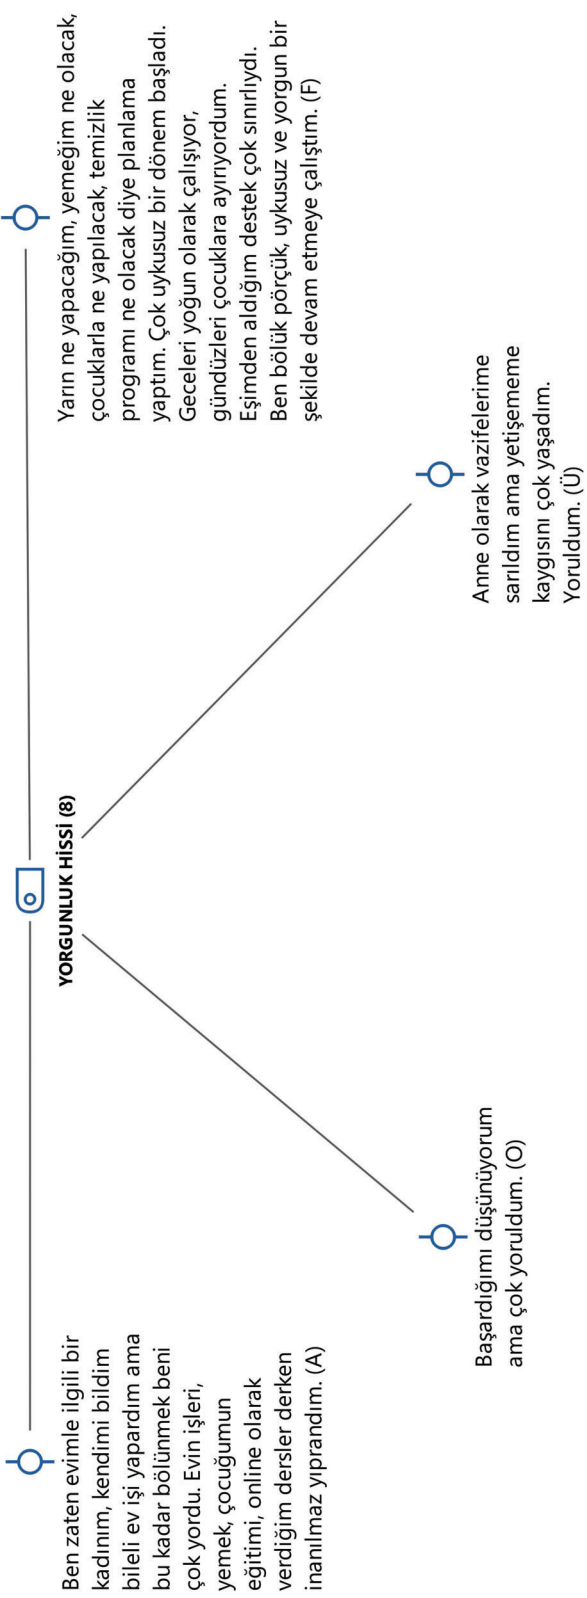 YORGUNLUK HİSSİ (8)
Ben zaten evimle ilgili bir
kadınım, kendimi bildim
bileli ev işi yapardım ama
bu kadar bölünmek beni
çok yordu. Evin işleri,
yemek, çocuğumun
eğitimi, online olarak
verdiğim dersler derken
inanılmaz yıprandım. (A)
Başardığımı düşünüyorum
ama çok yoruldum. (O)
Anne olarak vazifelerime
sarıldım ama yetişememe
kaygısını çok yaşadım.
Yoruldum. (Ü)
Yarın ne yapacağım, yemeğim ne olacak,
çocuklarla ne yapılacak, temizlik
programı ne olacak diye planlama
yaptım. Çok uykusuz bir dönem başladı.
Geceleri yoğun olarak çalışıyor,
gündüzleri çocuklara ayırıyordum.
Eşimden aldığım destek çok sınırlıydı.
Ben bölük pörçük, uykusuz ve yorgun bir
şekilde devam etmeye çalıştım. (F)